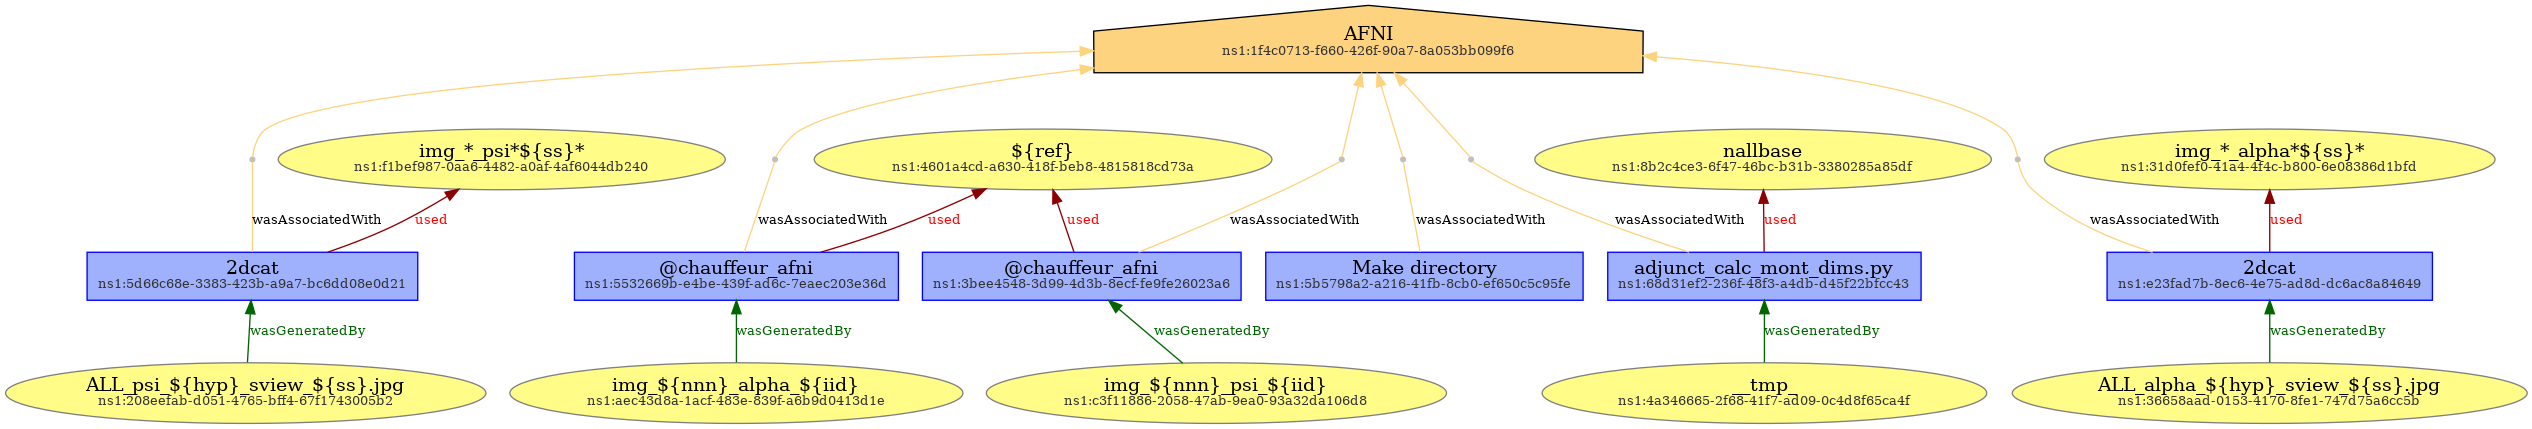 AFNI
ns1:1f4c0713-f660-426f-90a7-8a053bb099f6
img_*_psi*${ss}*
ns1:f1bef987-0aa6-4482-a0af-4af6044db240
${ref}
ns1:4601a4cd-a630-418f-beb8-4815818cd73a
nallbase
ns1:8b2c4ce3-6f47-46bc-b31b-3380285a85df
img_*_alpha*${ss}*
ns1:31d0fef0-41a4-4f4c-b800-6e08386d1bfd
wasAssociatedWith
used
wasAssociatedWith
used
used
wasAssociatedWith
wasAssociatedWith
wasAssociatedWith
used
wasAssociatedWith
used
2dcat
ns1:5d66c68e-3383-423b-a9a7-bc6dd08e0d21
@chauffeur_afni
ns1:5532669b-e4be-439f-ad6c-7eaec203e36d
@chauffeur_afni
ns1:3bee4548-3d99-4d3b-8ecf-fe9fe26023a6
Make directory
ns1:5b5798a2-a216-41fb-8cb0-ef650c5c95fe
adjunct_calc_mont_dims.py
ns1:68d31ef2-236f-48f3-a4db-d45f22bfcc43
2dcat
ns1:e23fad7b-8ec6-4e75-ad8d-dc6ac8a84649
wasGeneratedBy
wasGeneratedBy
wasGeneratedBy
wasGeneratedBy
wasGeneratedBy
ALL_psi_${hyp}_sview_${ss}.jpg
ns1:208eefab-d051-4765-bff4-67f1743005b2
img_${nnn}_alpha_${iid}
ns1:aec43d8a-1acf-483e-839f-a6b9d0413d1e
img_${nnn}_psi_${iid}
ns1:c3f11886-2058-47ab-9ea0-93a32da106d8
__tmp_
ns1:4a346665-2f68-41f7-ad09-0c4d8f65ca4f
ALL_alpha_${hyp}_sview_${ss}.jpg
ns1:36658aad-0153-4170-8fe1-747d75a6cc5b